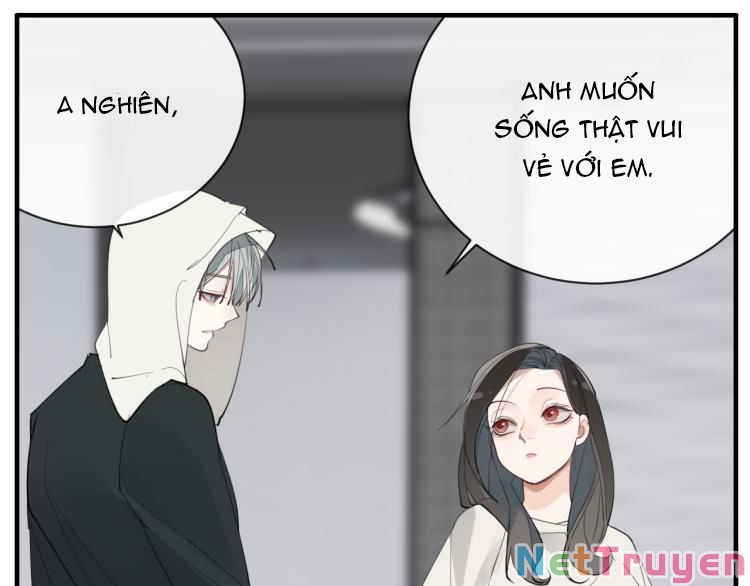 A NGHIÊN,
ANH MUỐN
SỐNG THẬT VUI
VẺ VỚI EM.
NetTruyen